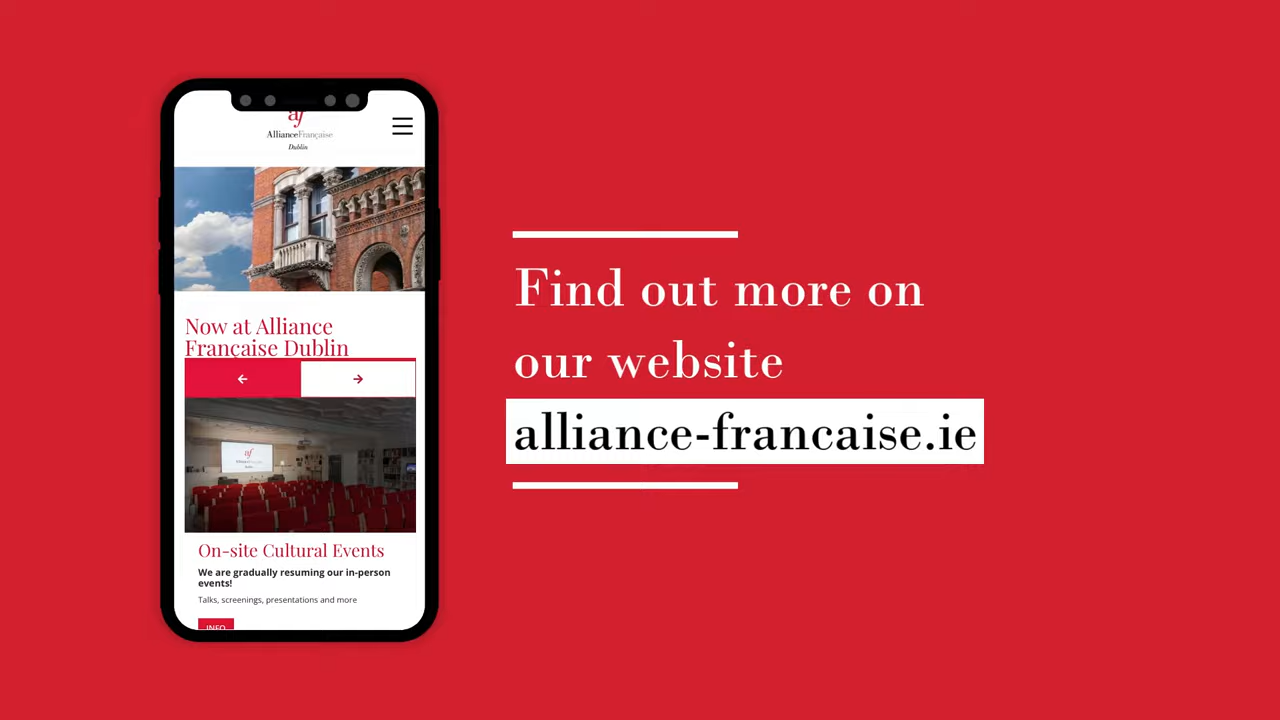 af
AllianceFrançaise
Dublin
Now at Alliance
Française Dublin
af
On-site Cultural Events
We are gradually resuming our in-person
events!
Talks, screenings, presentations and more
INFO
Find out more on
our website
alliance-francaise.ie